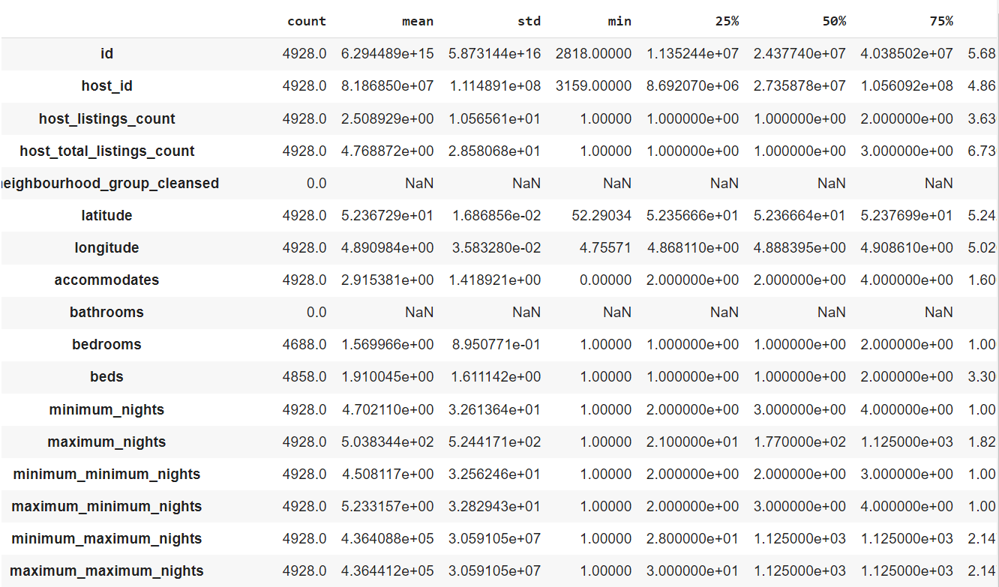 count mean std min 25% 50% 75%
id 4928.0 6.294489e+15 5.873144e+16 2818.00000 1.135244e+07 2.437740e+07 4.038502e+07 5.68
host_id 4928.0 8.186850e+07 1.114891e+08 3159.00000 8.692070e+06 2.735878e+07 1.056092e+08 4.86
host_listings_count 4928.0 2.508929e+00 1.056561e+01 1.00000 1.000000e+00 1.000000e+00 2.000000e+00 3.63
host_total_listings_count 4928.0 4.768872e+00 2.858068e+01 1.00000 1.000000e+00 1.000000e+00 3.000000e+00 6.73
neighbourhood_group_cleansed 0.0 NaN NaN NaN NaN NaN NaN
latitude 4928.0 5.236729e+01 1.686856e-02 52.29034 5.235666e+01 5.236664e+01 5.237699e+01 5.24
longitude 4928.0 4.890984e+00 3.583280e-02 4.75571 4.868110e+00 4.888395e+00 4.908610e+00 5.02
accommodates 4928.0 2.915381e+00 1.418921e+00 0.00000 2.000000e+00 2.000000e+00 4.000000e+00 1.60
bathrooms 0.0 NaN NaN NaN NaN NaN NaN
bedrooms 4688.0 1.569966e+00 8.950771e-01 1.00000 1.000000e+00 1.000000e+00 2.000000e+00 1.00
beds 4858.0 1.910045e+00 1.611142e+00 1.00000 1.000000e+00 1.000000e+00 2.000000e+00 3.30
minimum_nights 4928.0 4.702110e+00 3.261364e+01 1.00000 2.000000e+00 3.000000e+00 4.000000e+00 1.00
maximum_nights 4928.0 5.038344e+02 5.244171e+02 1.00000 2.100000e+01 1.770000e+02 1.125000e+03 1.82
minimum_minimum_nights 4928.0 4.508117e+00 3.256246e+01 1.00000 2.000000e+00 2.000000e+00 3.000000e+00 1.00
maximum_minimum_nights 4928.0 5.233157e+00 3.282943e+01 1.00000 2.000000e+00 3.000000e+00 4.000000e+00 1.00
minimum_maximum_nights 4928.0 4.364088e+05 3.059105e+07 1.00000 2.800000e+01 1.125000e+03 1.125000e+03 2.14
maximum_maximum_nights 4928.0 4.364412e+05 3.059105e+07 1.00000 3.000000e+01 1.125000e+03 1.125000e+03 2.14